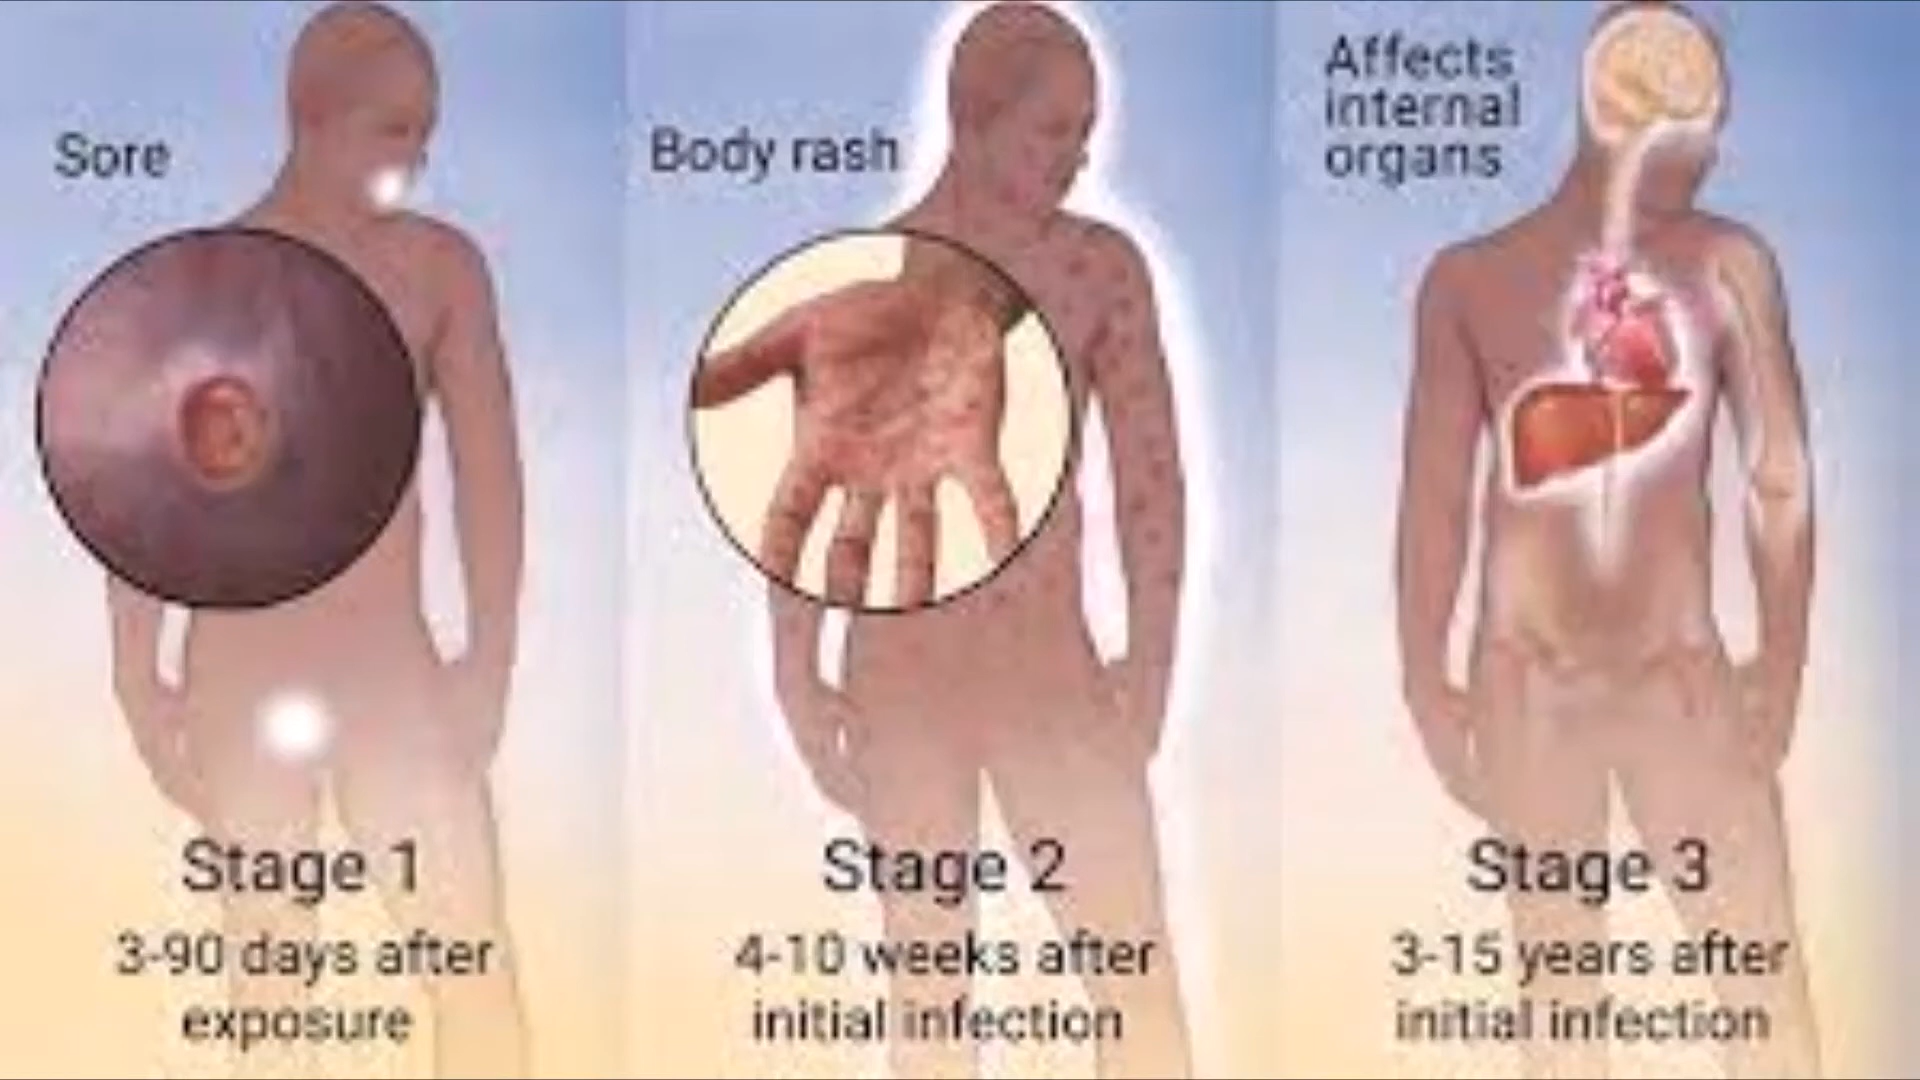 Sore
Stage 1
3-90 days after
exposure
Body rash
Stage 2
4-10 weeks after
initial infection
Affects
internal
organs
Stage 3
3-15 years after
initial infection